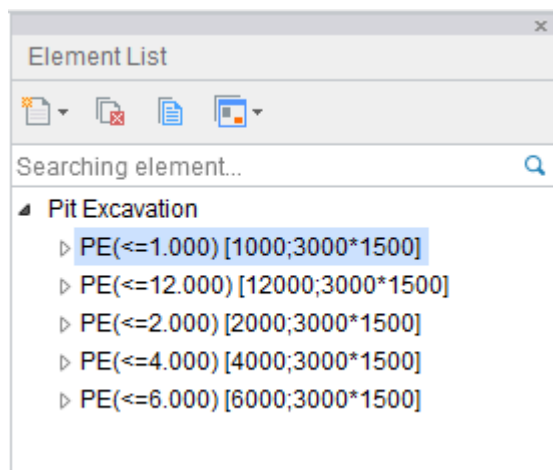 Element List
Searching element...
Pit Excavation
PE(<=1.000) [1000;3000*1500]
PE(<=12.000) [12000;3000*1500]
PE(<=2.000) [2000;3000*1500]
PE(<=4.000) [4000;3000*1500]
PE(<=6.000) [6000;3000*1500]